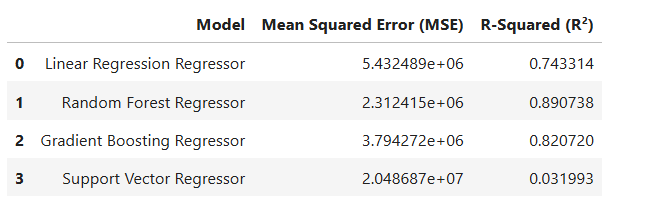 Model Mean Squared Error (MSE) R-Squared (R²)
0 Linear Regression Regressor 5.432489e+06 0.743314
1 Random Forest Regressor 2.312415e+06 0.890738
2 Gradient Boosting Regressor 3.794272e+06 0.820720
3 Support Vector Regressor 2.048687e+07 0.031993